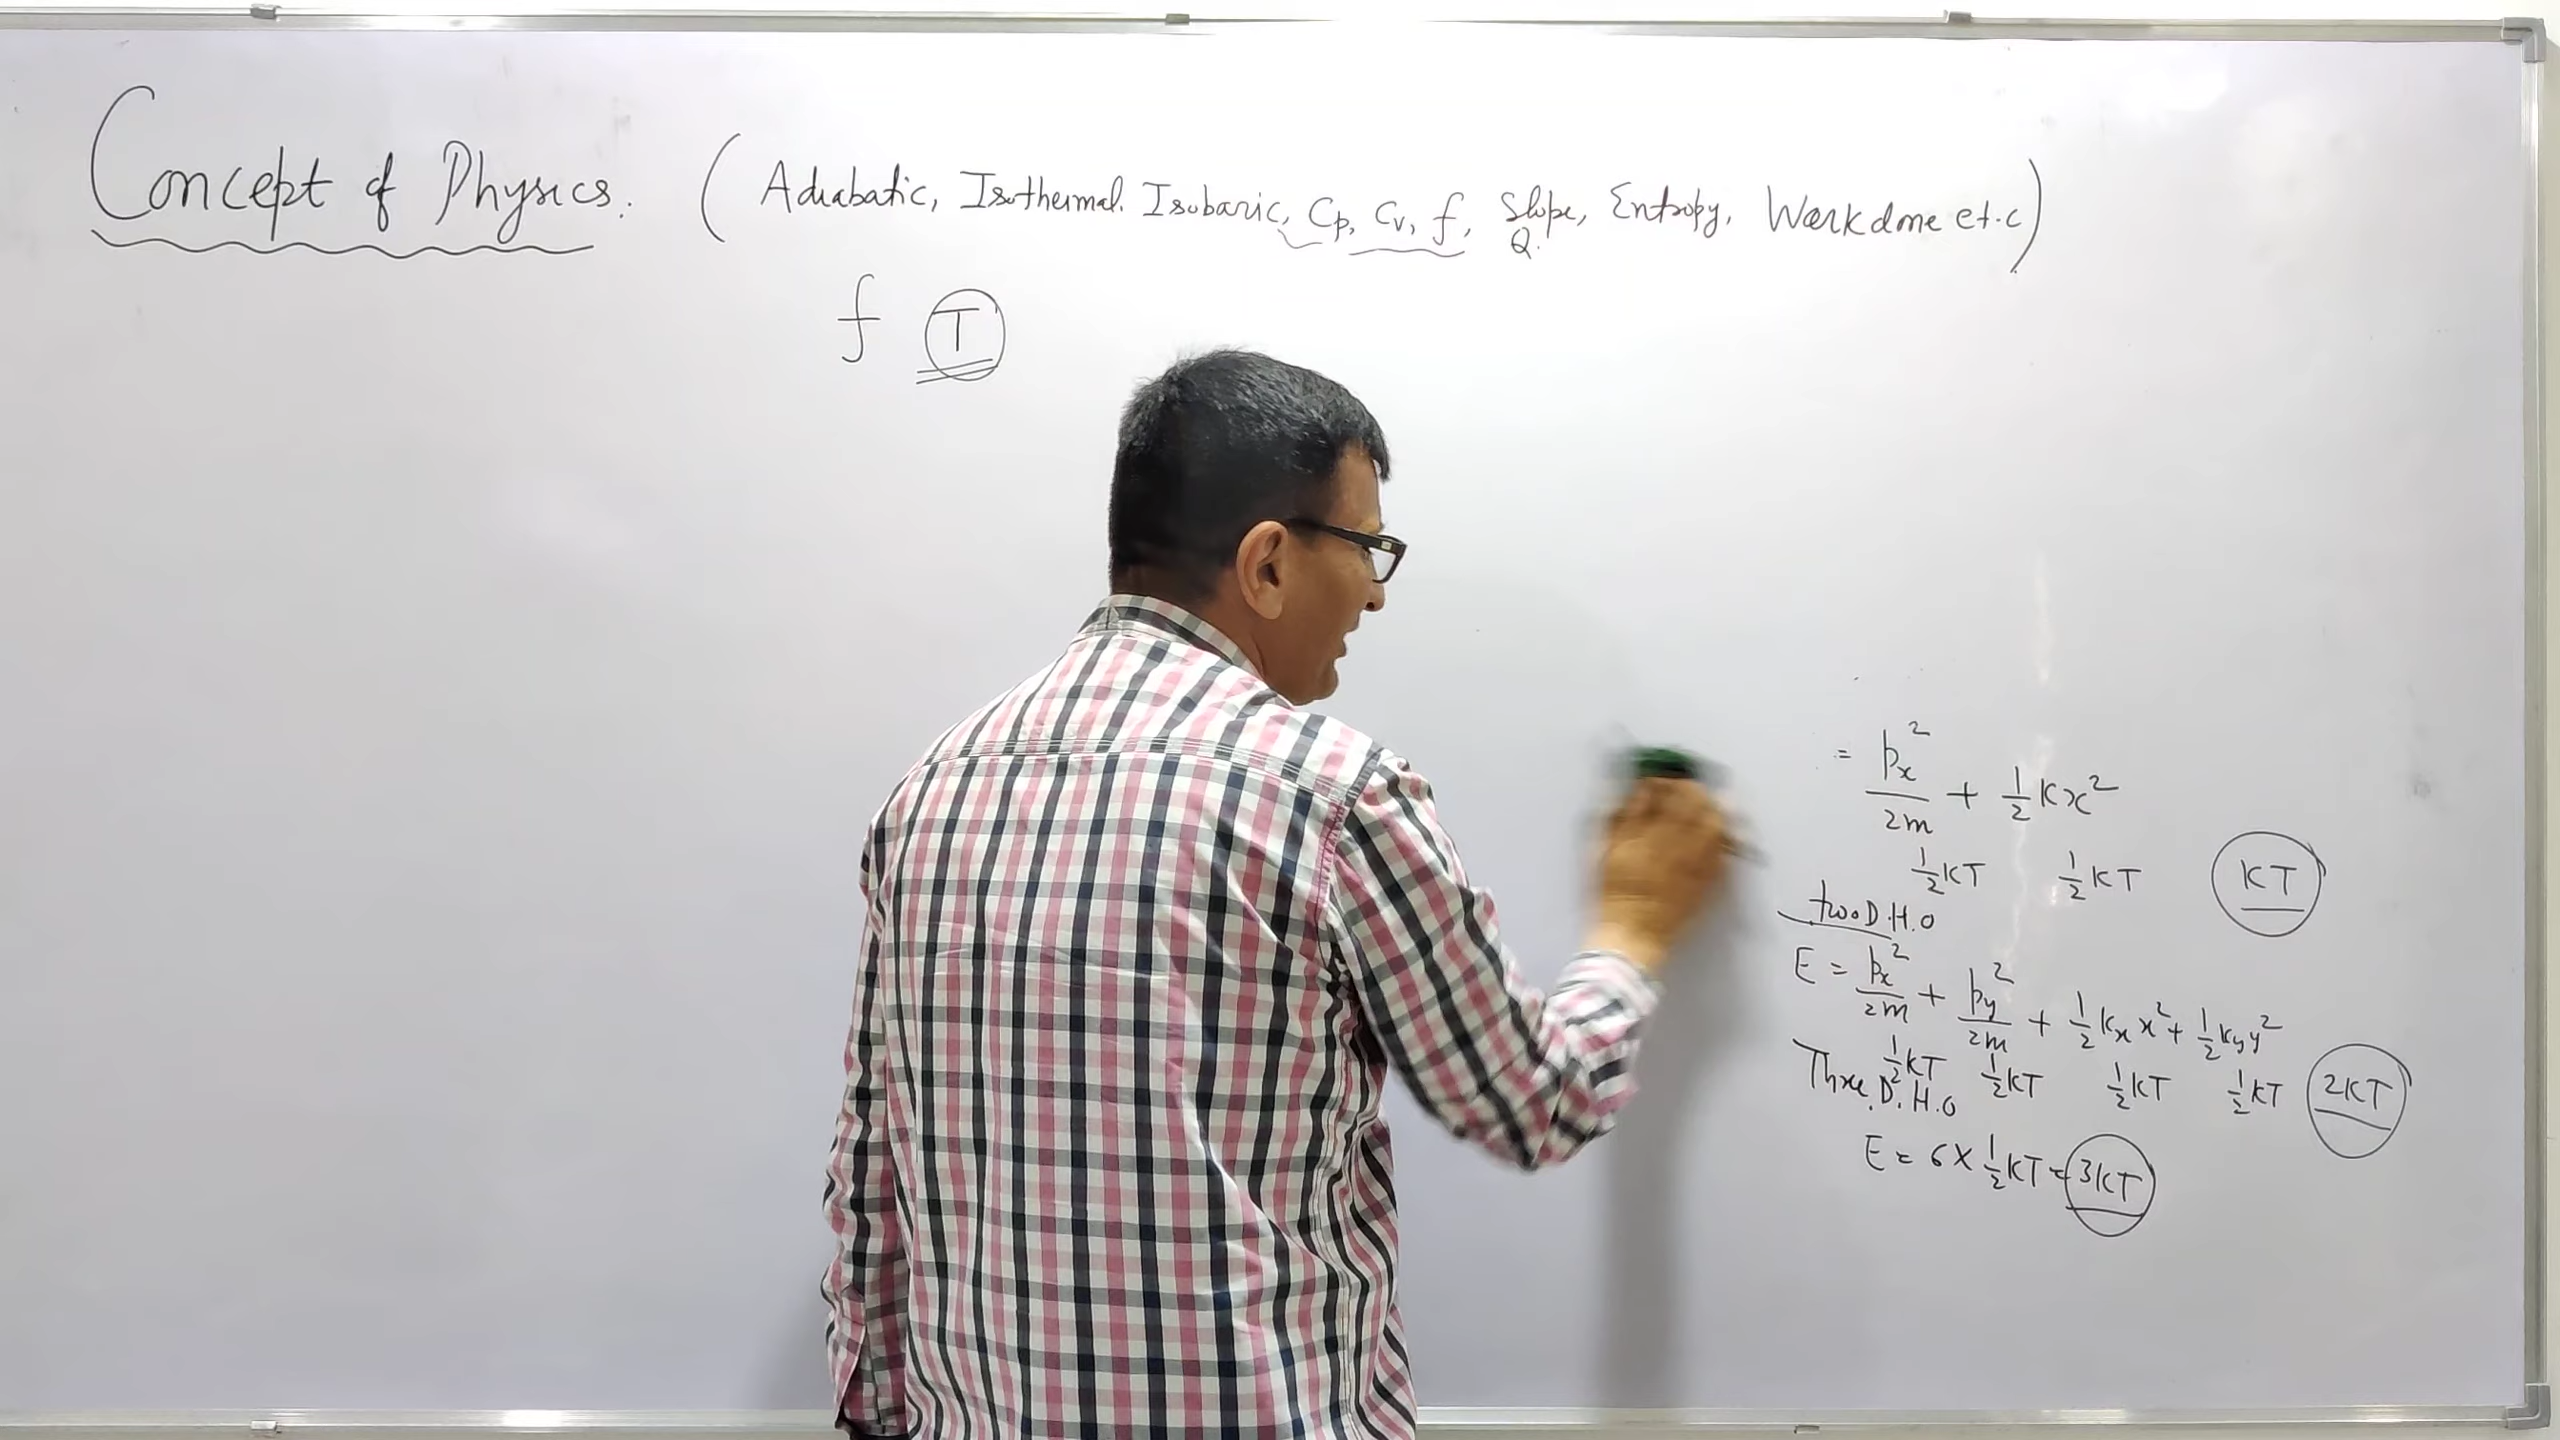 Concept of Physics. (Adiabatic, Isothermal. Isobaric, Cp, Cv, f, Slope, Entropy, Workdone et.c)
Q.
f T
= px²/2m + ½Kx²
½KT ½KT KT
two.D.H.O
E = px²/2m + py²/2m + ½Kx x² + ½Ky y²
½KT ½KT ½KT ½KT 2KT
Three.D.H.O
E = 6 × ½KT = 3KT